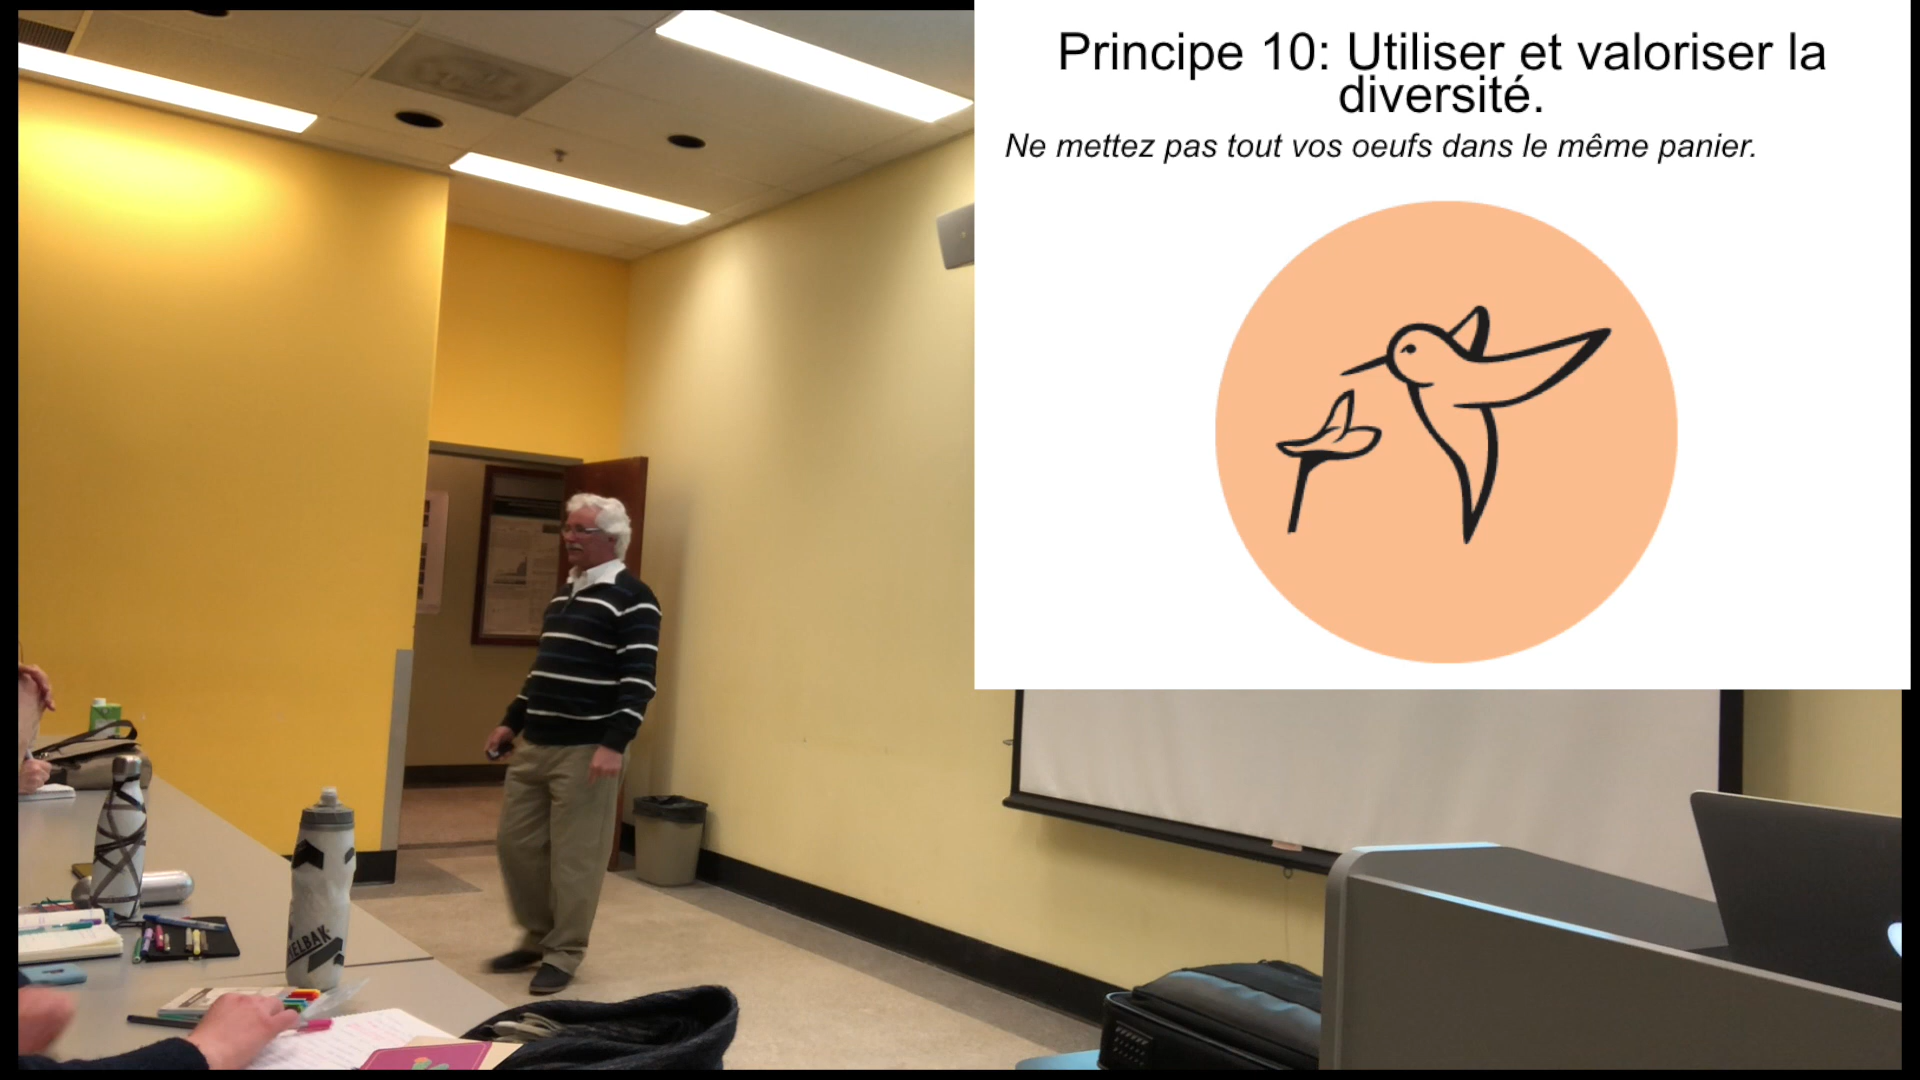 Principe 10: Utiliser et valoriser la
diversité.
Ne mettez pas tout vos oeufs dans le même panier.
ELBAK